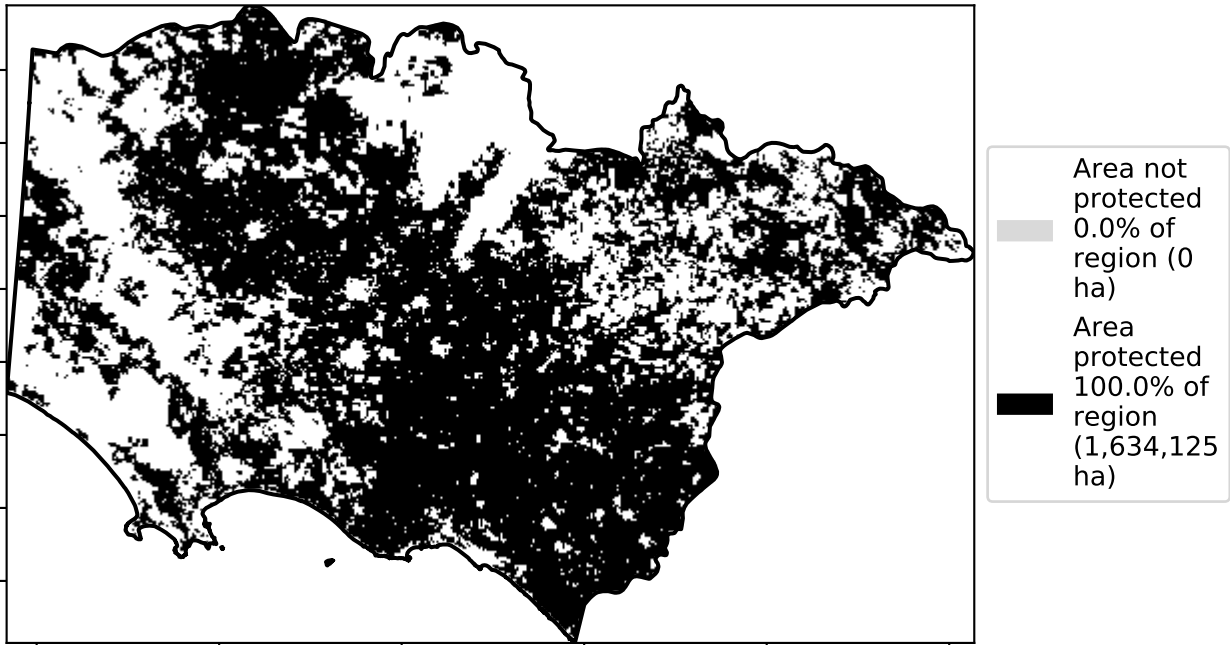 Area not
protected
0.0% of
region (0
ha)
Area
protected
100.0% of
region
(1,634,125
ha)